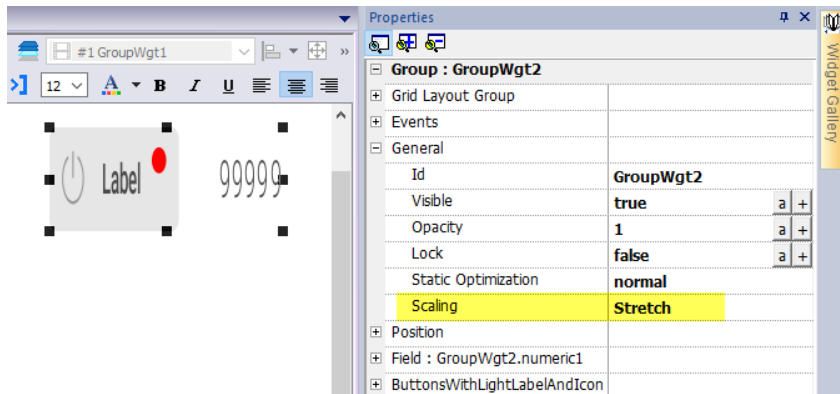 Properties
#1 GroupWgt1
»
12
A
B
I
U
Label
99999
Group : GroupWgt2
Grid Layout Group
Events
General
Id GroupWgt2
Visible true a +
Opacity 1 a +
Lock false a +
Static Optimization normal
Scaling Stretch
Position
Field : GroupWgt2.numeric1
ButtonsWithLightLabelAndIcon
Widget Gallery